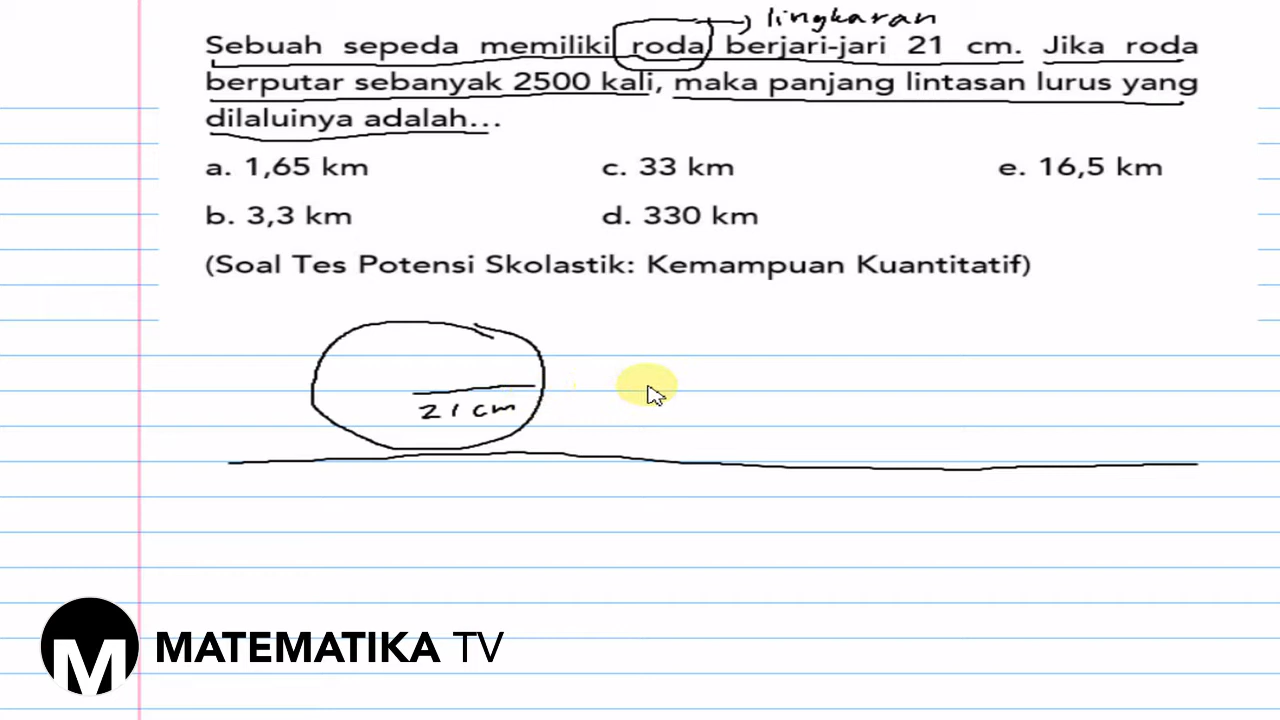 lingkaran
Sebuah sepeda memiliki roda berjari-jari 21 cm. Jika roda
berputar sebanyak 2500 kali, maka panjang lintasan lurus yang
dilaluinya adalah...
a. 1,65 km c. 33 km e. 16,5 km
b. 3,3 km d. 330 km
(Soal Tes Potensi Skolastik: Kemampuan Kuantitatif)
21 cm
M MATEMATIKA TV